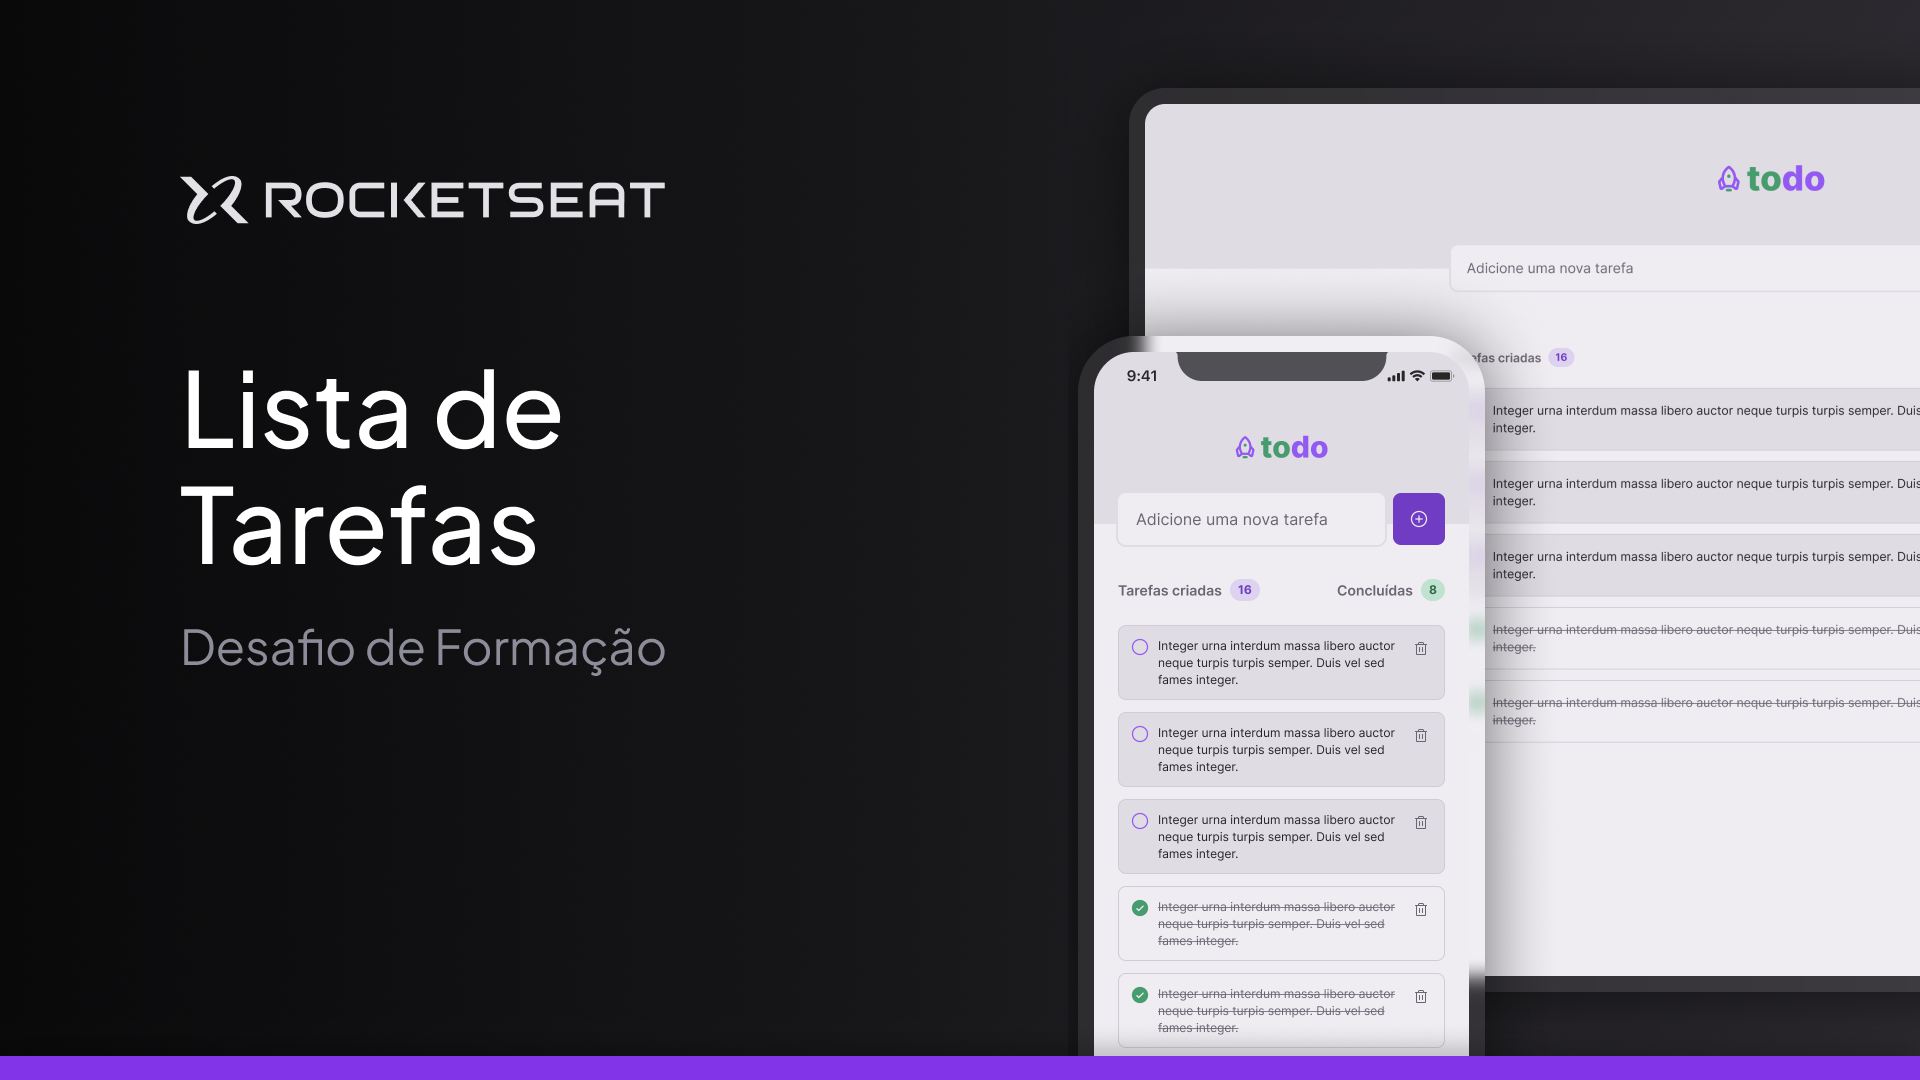 ROCKETSEAT
Lista de
Tarefas
Desafio de Formação
todo
Adicione uma nova tarefa
efas criadas 16
Integer urna interdum massa libero auctor neque turpis turpis semper. Duis
integer.
Integer urna interdum massa libero auctor neque turpis turpis semper. Duis
integer.
Integer urna interdum massa libero auctor neque turpis turpis semper. Duis
integer.
Integer urna interdum massa libero auctor neque turpis turpis semper. Duis
integer.
Integer urna interdum massa libero auctor neque turpis turpis semper. Duis
integer.
9:41
todo
Adicione uma nova tarefa
Tarefas criadas 16 Concluídas 8
Integer urna interdum massa libero auctor
neque turpis turpis semper. Duis vel sed
fames integer.
Integer urna interdum massa libero auctor
neque turpis turpis semper. Duis vel sed
fames integer.
Integer urna interdum massa libero auctor
neque turpis turpis semper. Duis vel sed
fames integer.
Integer urna interdum massa libero auctor
neque turpis turpis semper. Duis vel sed
fames integer.
Integer urna interdum massa libero auctor
neque turpis turpis semper. Duis vel sed
fames integer.